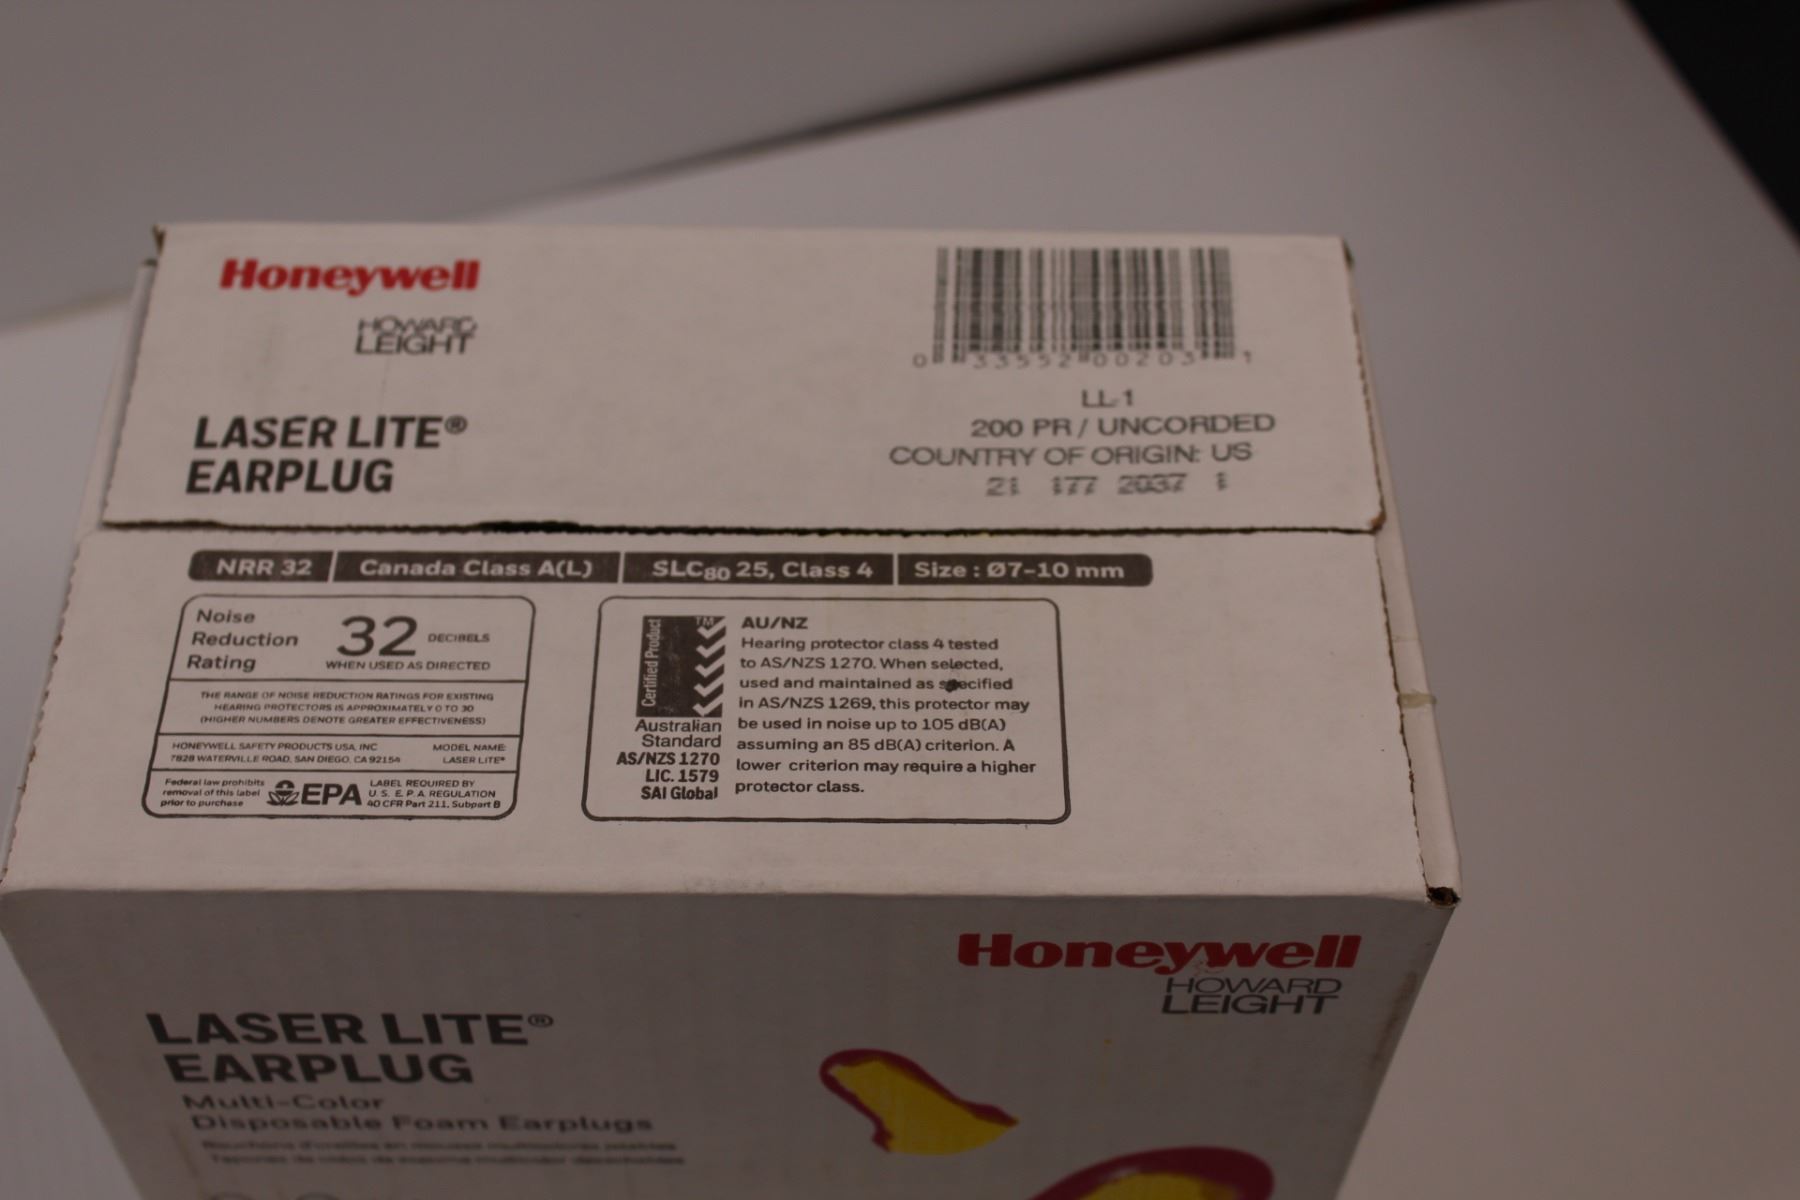 Honeywell
HOWARD
LEIGHT
LASER LITE®
EARPLUG
0 33552 00203 1
LL-1
200 PR / UNCORDED
COUNTRY OF ORIGIN: US
21 177 2037 1
NRR 32 Canada Class A(L) SLC80 25, Class 4 Size : Ø7-10 mm
Noise
Reduction
Rating
32 DECIBELS
WHEN USED AS DIRECTED
THE RANGE OF NOISE REDUCTION RATINGS FOR EXISTING
HEARING PROTECTORS IS APPROXIMATELY 0 TO 30
(HIGHER NUMBERS DENOTE GREATER EFFECTIVENESS)
HONEYWELL SAFETY PRODUCTS USA, INC
7828 WATERVILLE ROAD, SAN DIEGO, CA 92154
MODEL NAME:
LASER LITE®
Federal law prohibits
removal of this label
prior to purchase
EPA
LABEL REQUIRED BY
U. S. E. P. A. REGULATION
40 CFR Part 211, Subpart B
Certified Product
TM
Australian
Standard
AS/NZS 1270
LIC. 1579
SAI Global
AU/NZ
Hearing protector class 4 tested
to AS/NZS 1270. When selected,
used and maintained as specified
in AS/NZS 1269, this protector may
be used in noise up to 105 dB(A)
assuming an 85 dB(A) criterion. A
lower criterion may require a higher
protector class.
Honeywell
HOWARD
LEIGHT
LASER LITE®
EARPLUG
Multi-Color
Disposable Foam Earplugs